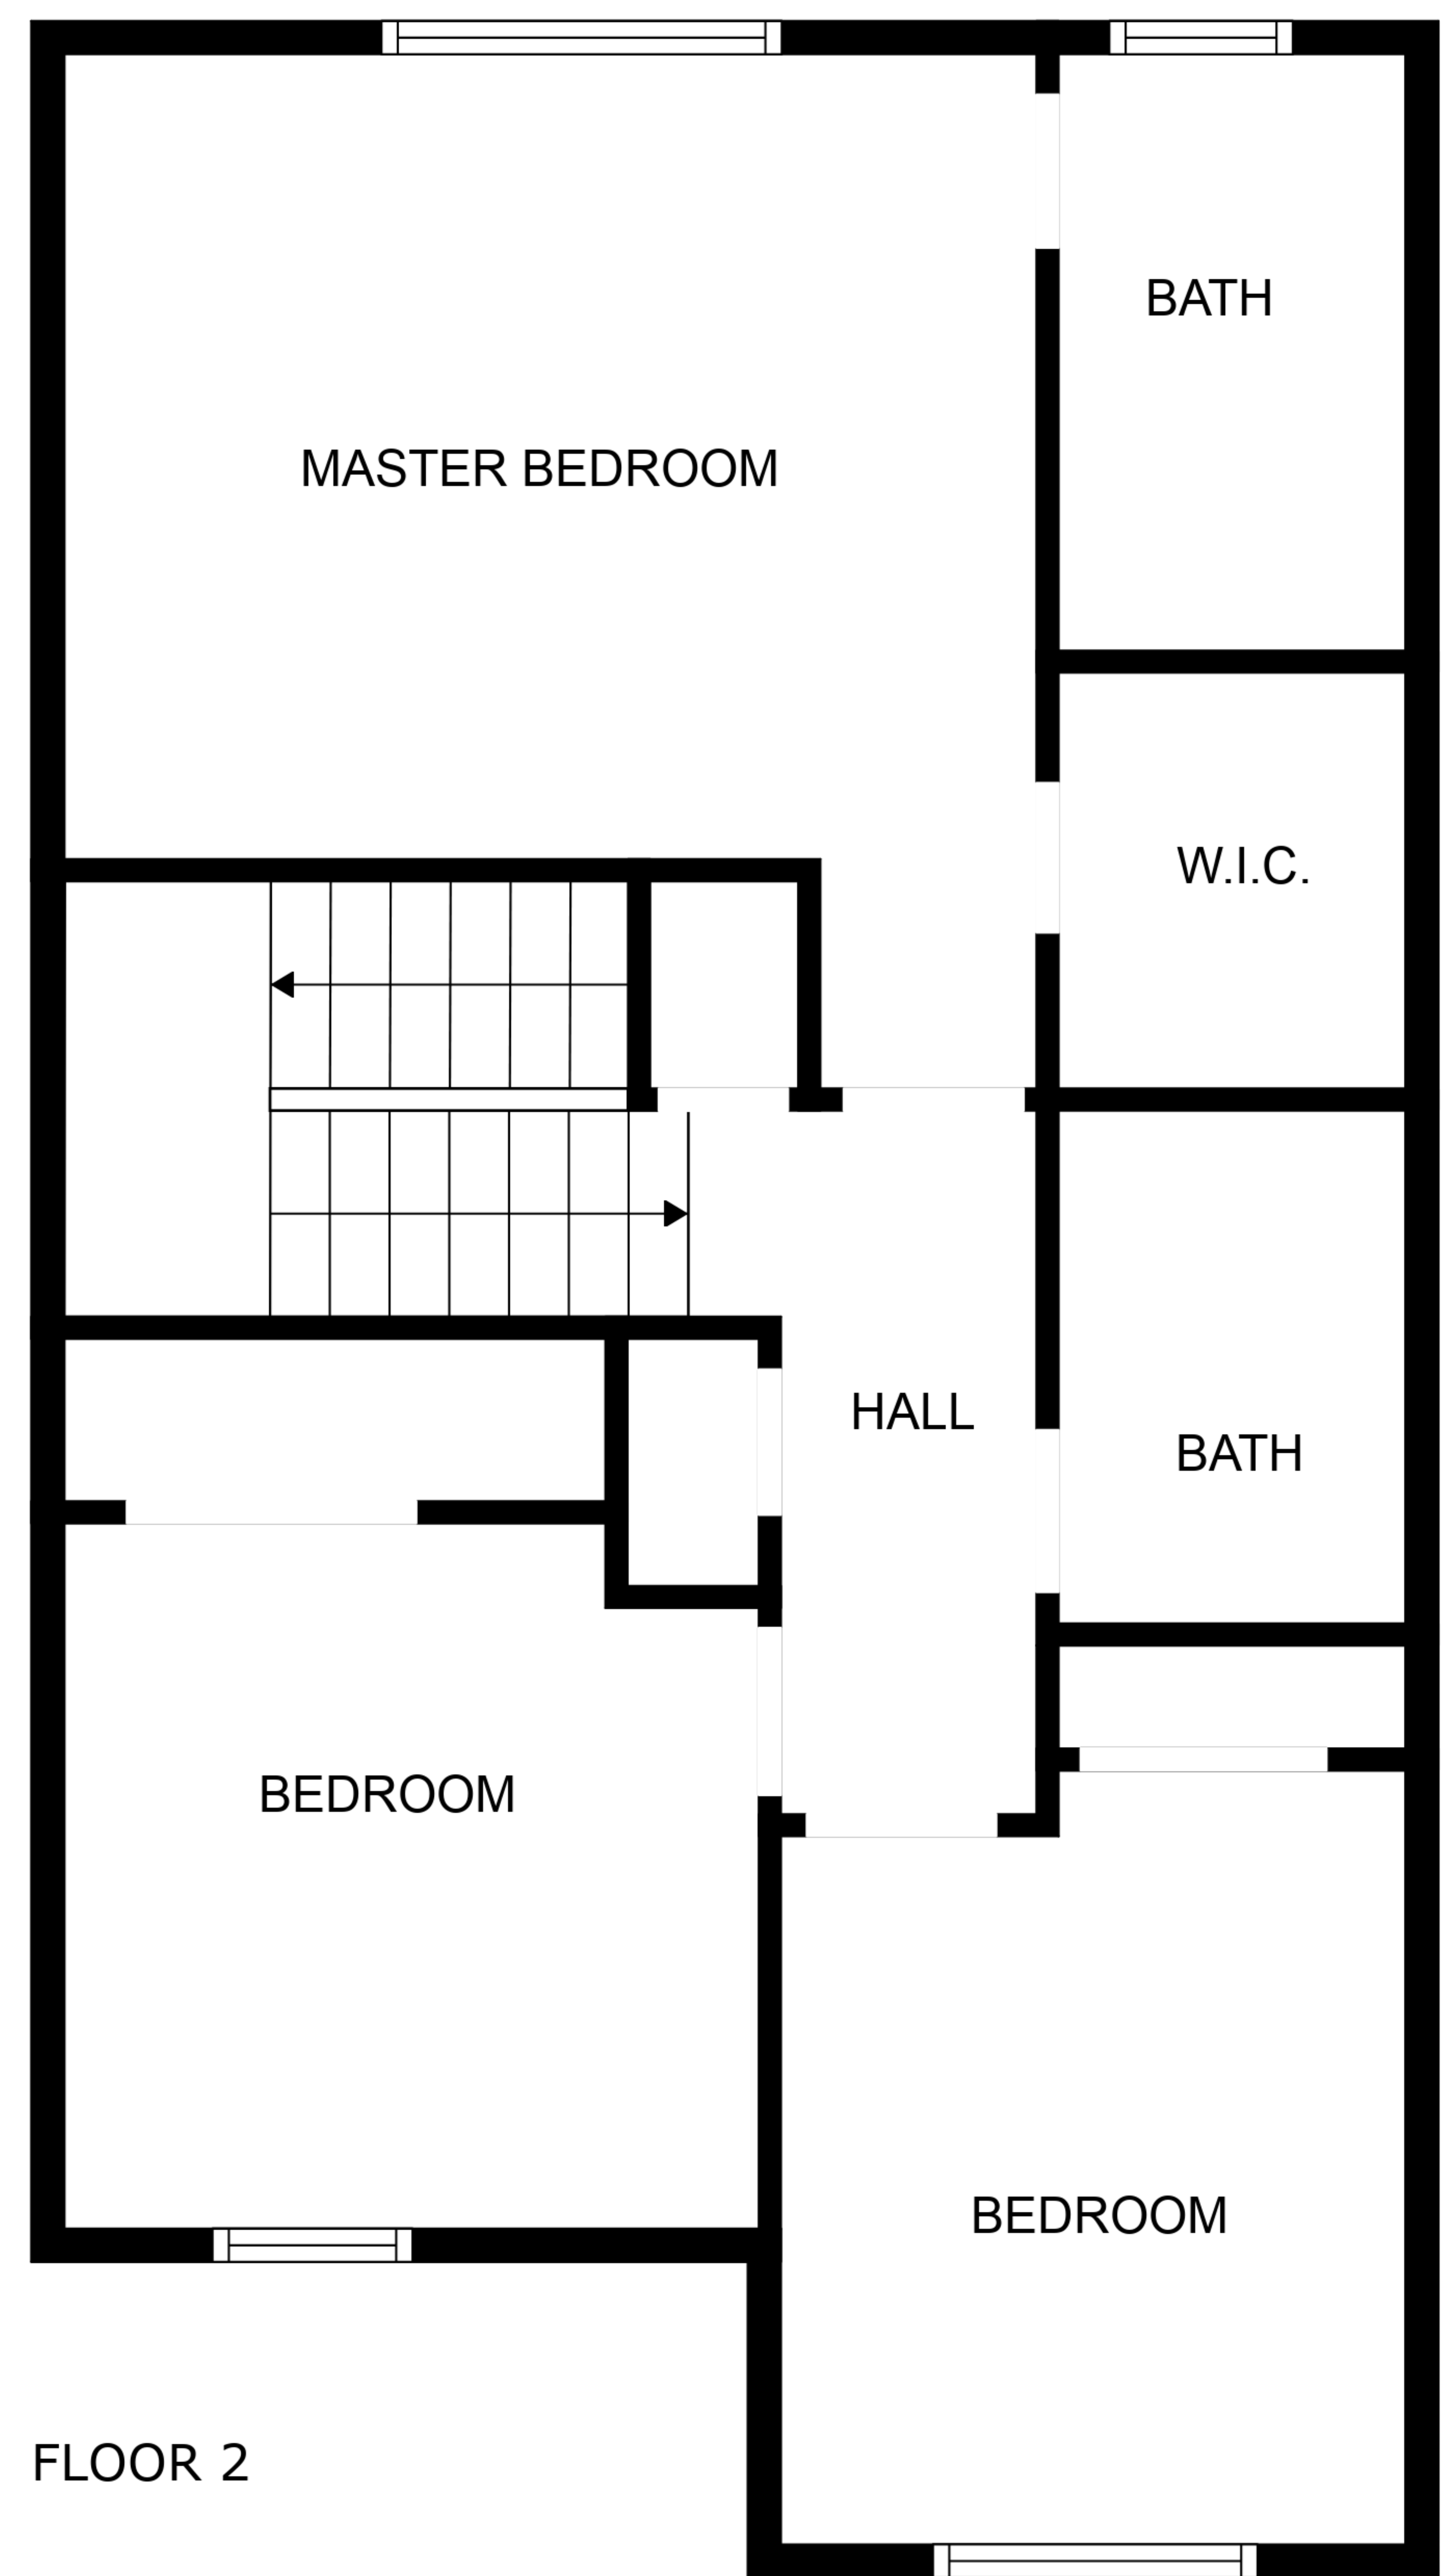 BATH
MASTER BEDROOM
W.I.C.
HALL
BATH
BEDROOM
BEDROOM
FLOOR 2